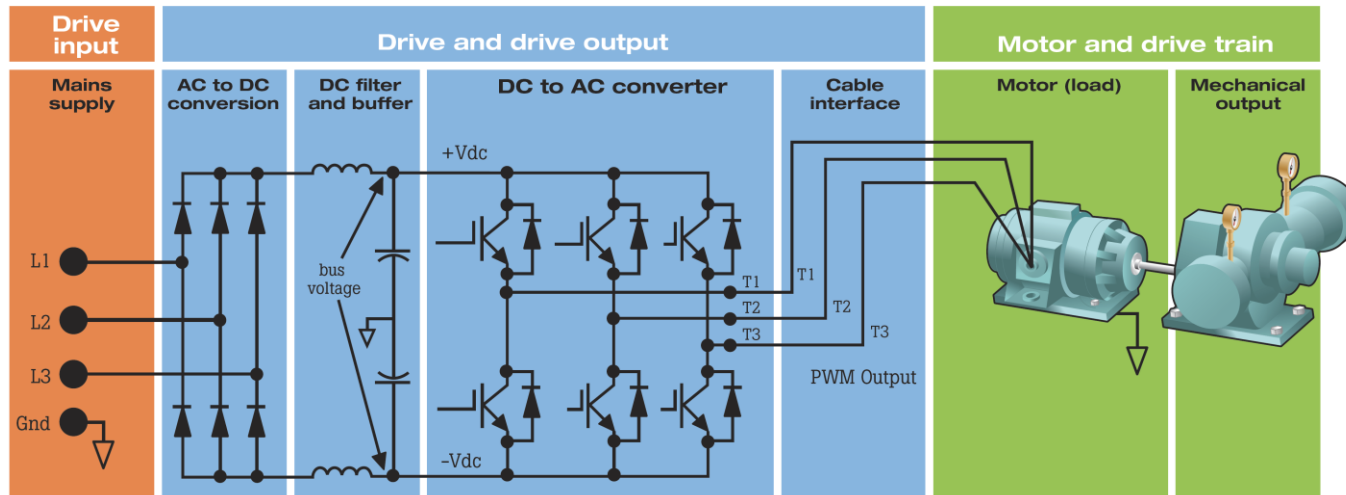 Drive
input
Drive and drive output
Motor and drive train
Mains
supply
AC to DC
conversion
DC filter
and buffer
DC to AC converter
Cable
interface
Motor (load)
Mechanical
output
+Vdc
L1
L2
L3
Gnd
bus
voltage
T1
T2
T3
T1
T2
T3
PWM Output
–Vdc